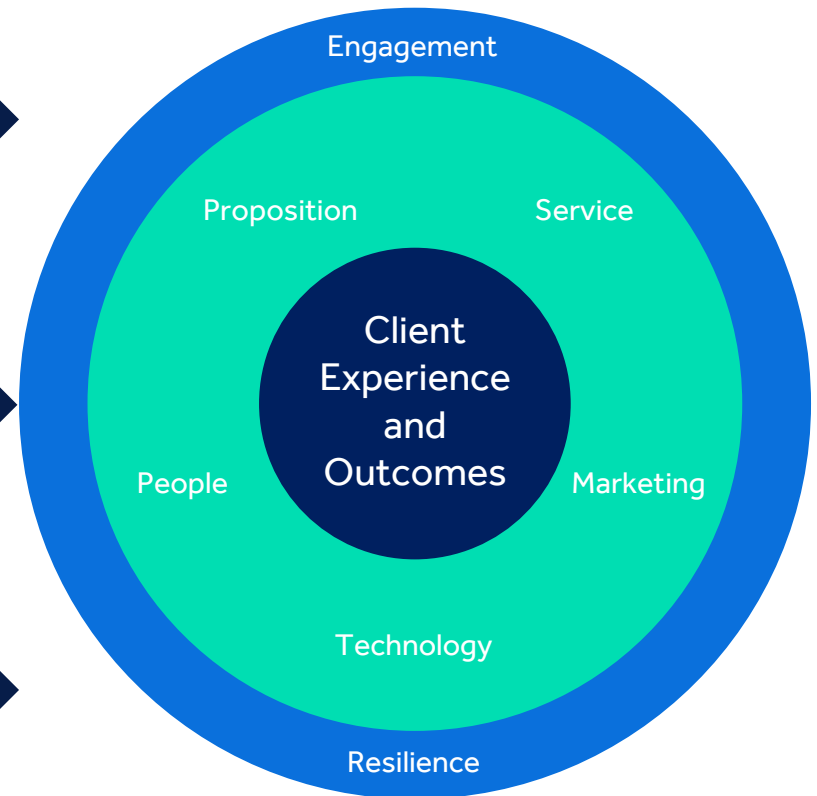 Engagement
Proposition
Service
Client
Experience
and
Outcomes
People
Marketing
Technology
Resilience